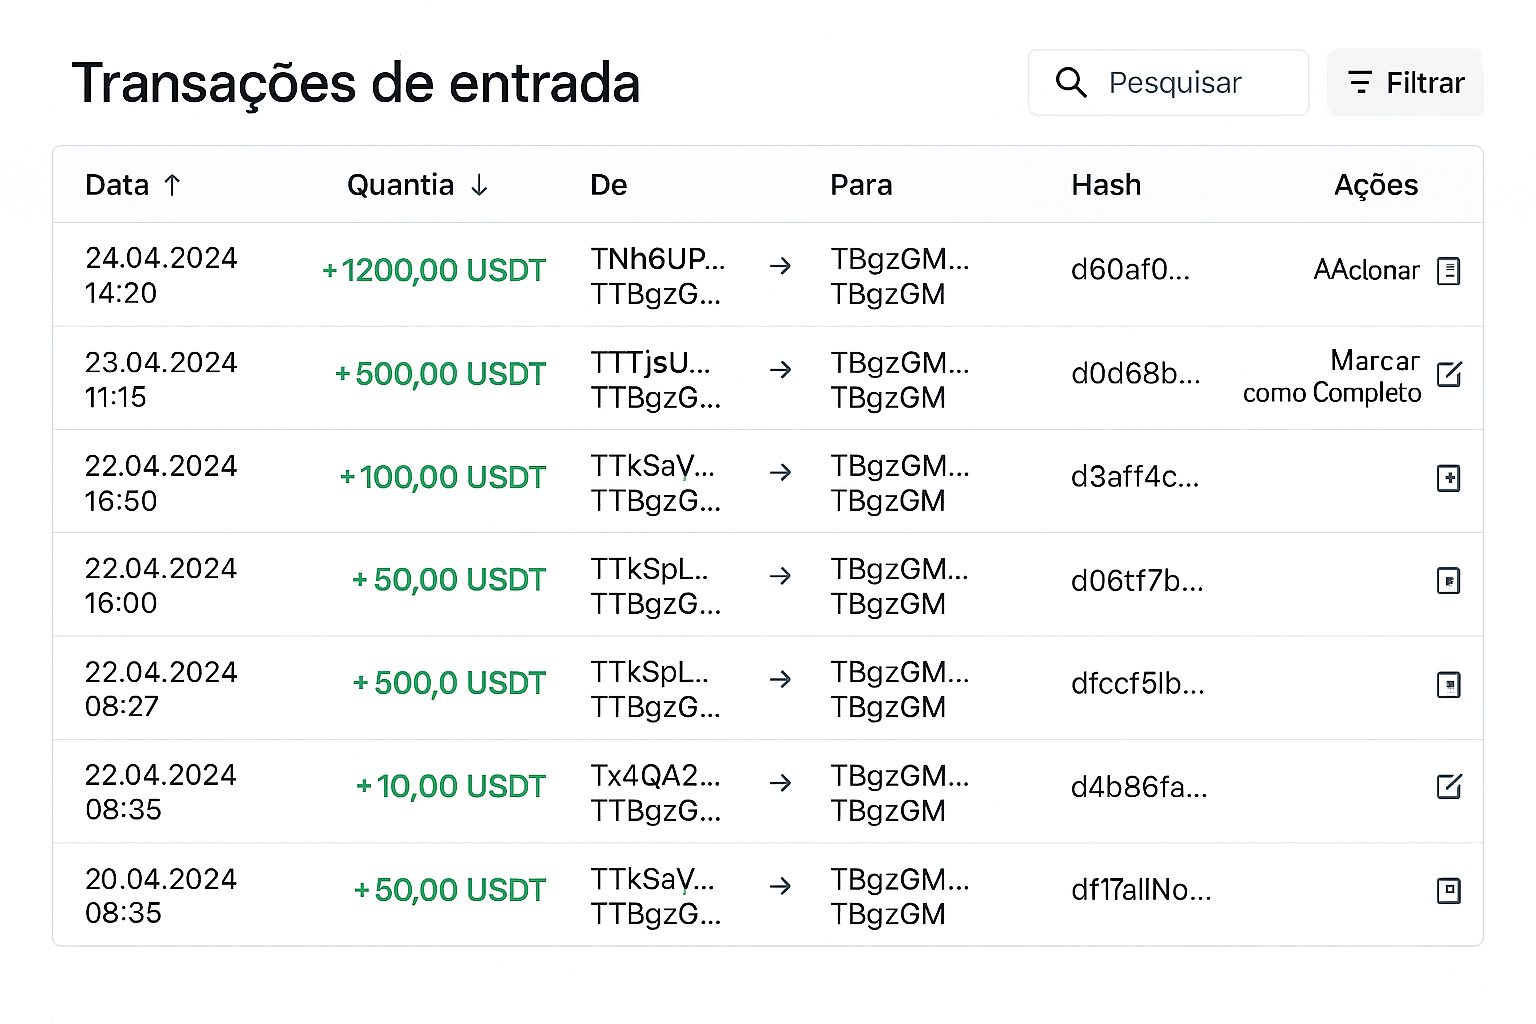 Transações de entrada
Pesquisar
Filtrar
Data ↑ Quantia ↓ De Para Hash Ações
24.04.2024 +1200,00 USDT TNh6UP... → TBgzGM... d60af0... AAclonar
14:20 TTBgzG... TBgzGM
23.04.2024 +500,00 USDT TTTjsU... → TBgzGM... d0d68b... Marcar
11:15 TTBgzG... TBgzGM como Completo
22.04.2024 +100,00 USDT TTkSaV... → TBgzGM... d3aff4c...
16:50 TTBgzG... TBgzGM
22.04.2024 +50,00 USDT TTkSpL.. → TBgzGM... d06tf7b...
16:00 TTBgzG... TBgzGM
22.04.2024 +500,0 USDT TTkSpL.. → TBgzGM... dfccf5lb...
08:27 TTBgzG... TBgzGM
22.04.2024 +10,00 USDT Tx4QA2... → TBgzGM... d4b86fa...
08:35 TTBgzG... TBgzGM
20.04.2024 +50,00 USDT TTkSaV... → TBgzGM... df17allNo...
08:35 TTBgzG... TBgzGM